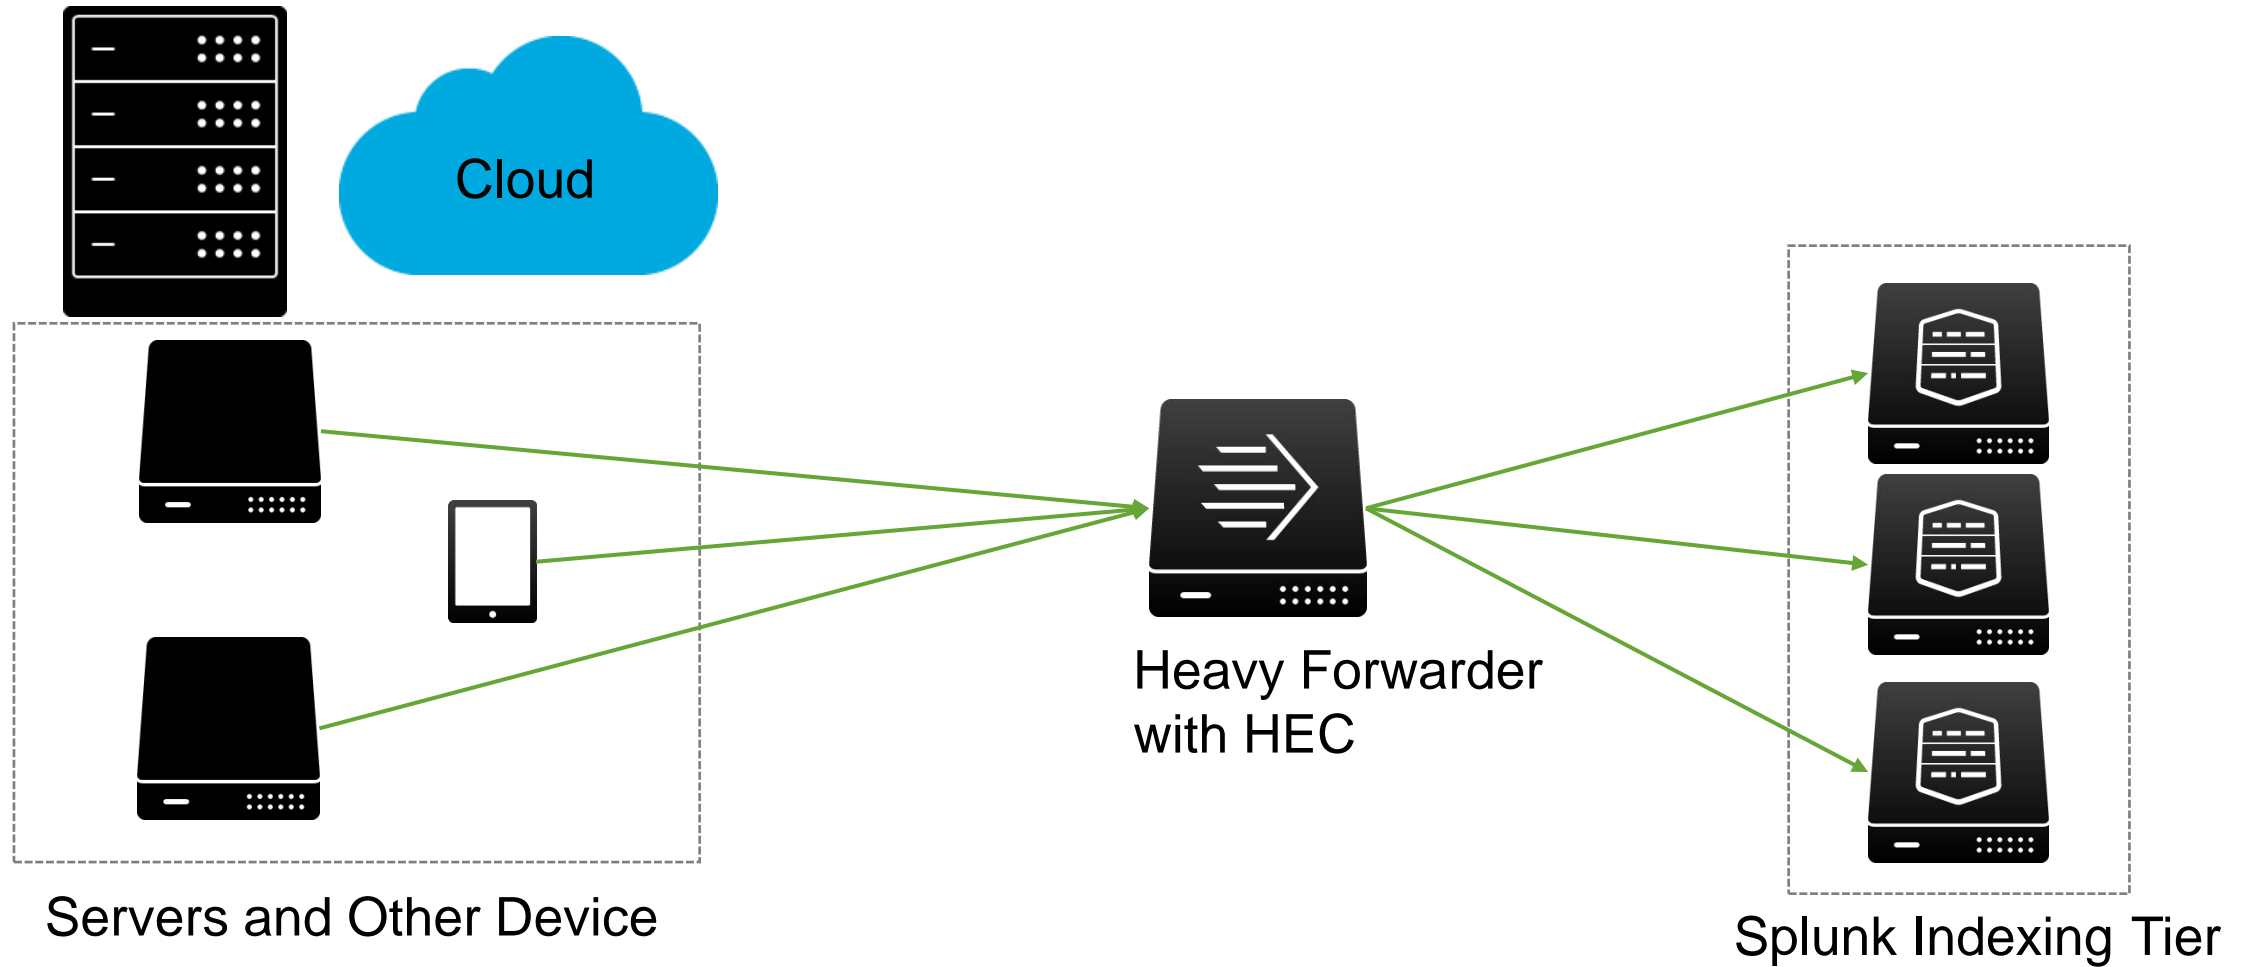 Cloud
Heavy Forwarder
with HEC
Servers and Other Device
Splunk Indexing Tier